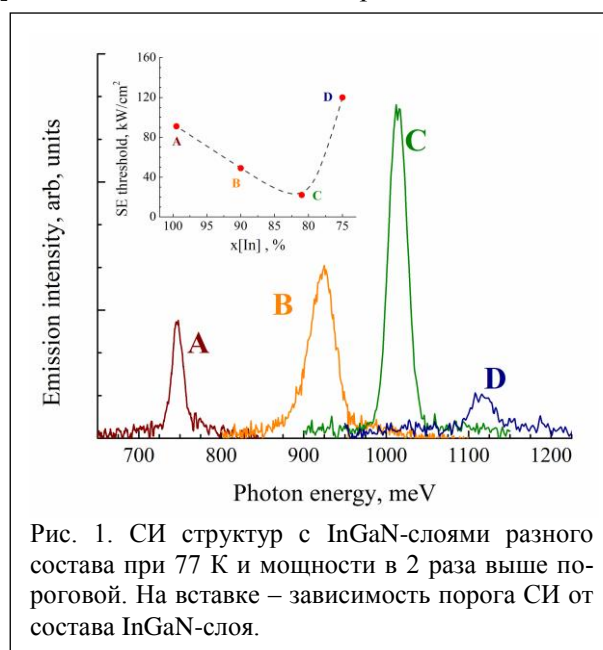 160
120
80
40
0
SE threshold, kW/cm²
D
A
B
C
100 95 90 85 80 75
x[In] , %
Emission intensity, arb, units
A
B
C
D
700 800 900 1000 1100 1200
Photon energy, meV
Рис. 1. СИ структур с InGaN-слоями разного
состава при 77 К и мощности в 2 раза выше по-
роговой. На вставке – зависимость порога СИ от
состава InGaN-слоя.